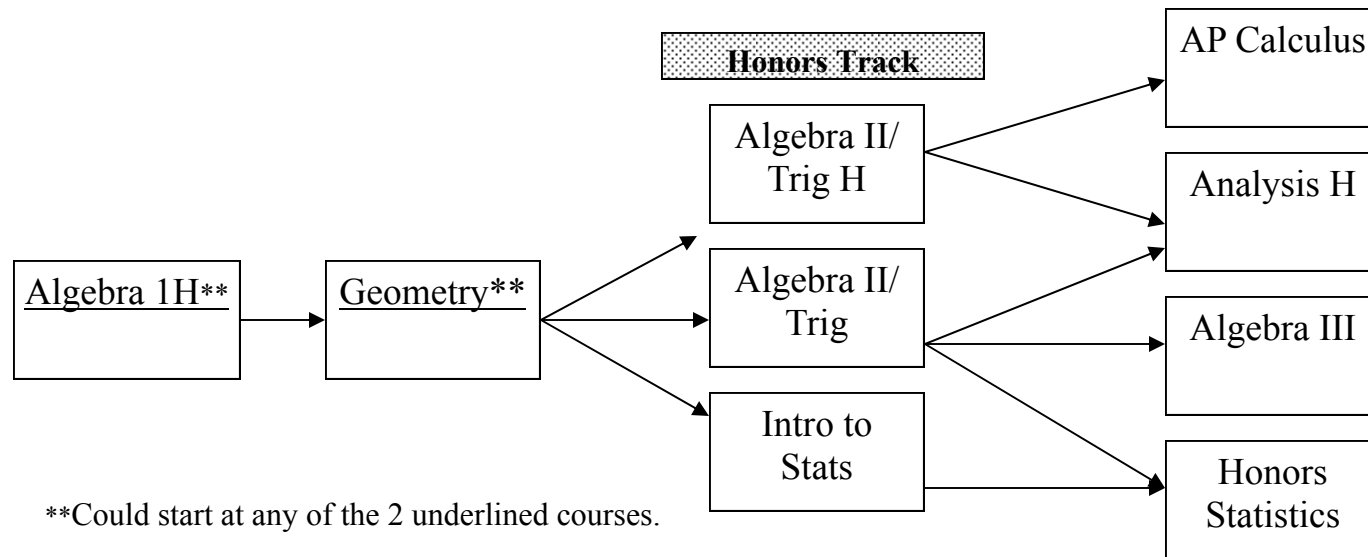 Honors Track
Algebra 1H**
Geometry**
Algebra II/
Trig H
Algebra II/
Trig
Intro to
Stats
AP Calculus
Analysis H
Algebra III
Honors
Statistics
**Could start at any of the 2 underlined courses.